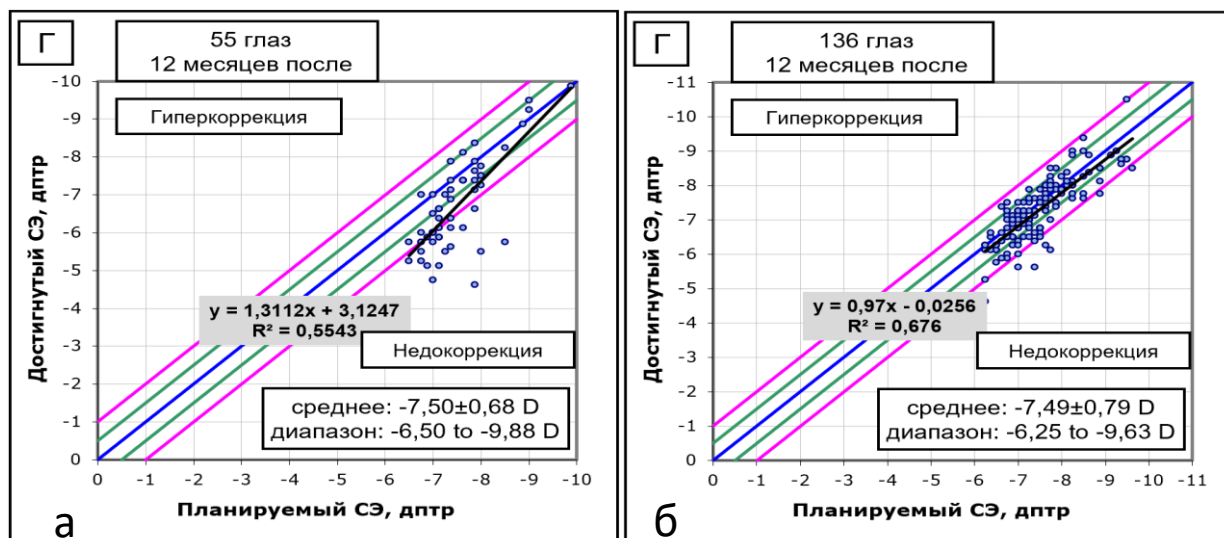 Г
55 глаз
12 месяцев после
Гиперкоррекция
Достигнутый СЭ, дптр
-10
-9
-8
-7
-6
-5
-4
-3
-2
-1
0
y = 1,3112x + 3,1247
R² = 0,5543
Недокоррекция
среднее: -7,50±0,68 D
диапазон: -6,50 to -9,88 D
0 -1 -2 -3 -4 -5 -6 -7 -8 -9 -10
Планируемый СЭ, дптр
а
Г
136 глаз
12 месяцев после
Гиперкоррекция
Достигнутый СЭ, дптр
-11
-10
-9
-8
-7
-6
-5
-4
-3
-2
-1
0
y = 0,97x - 0,0256
R² = 0,676
Недокоррекция
среднее: -7,49±0,79 D
диапазон: -6,25 to -9,63 D
0 -1 -2 -3 -4 -5 -6 -7 -8 -9 -10 -11
Планируемый СЭ, дптр
б